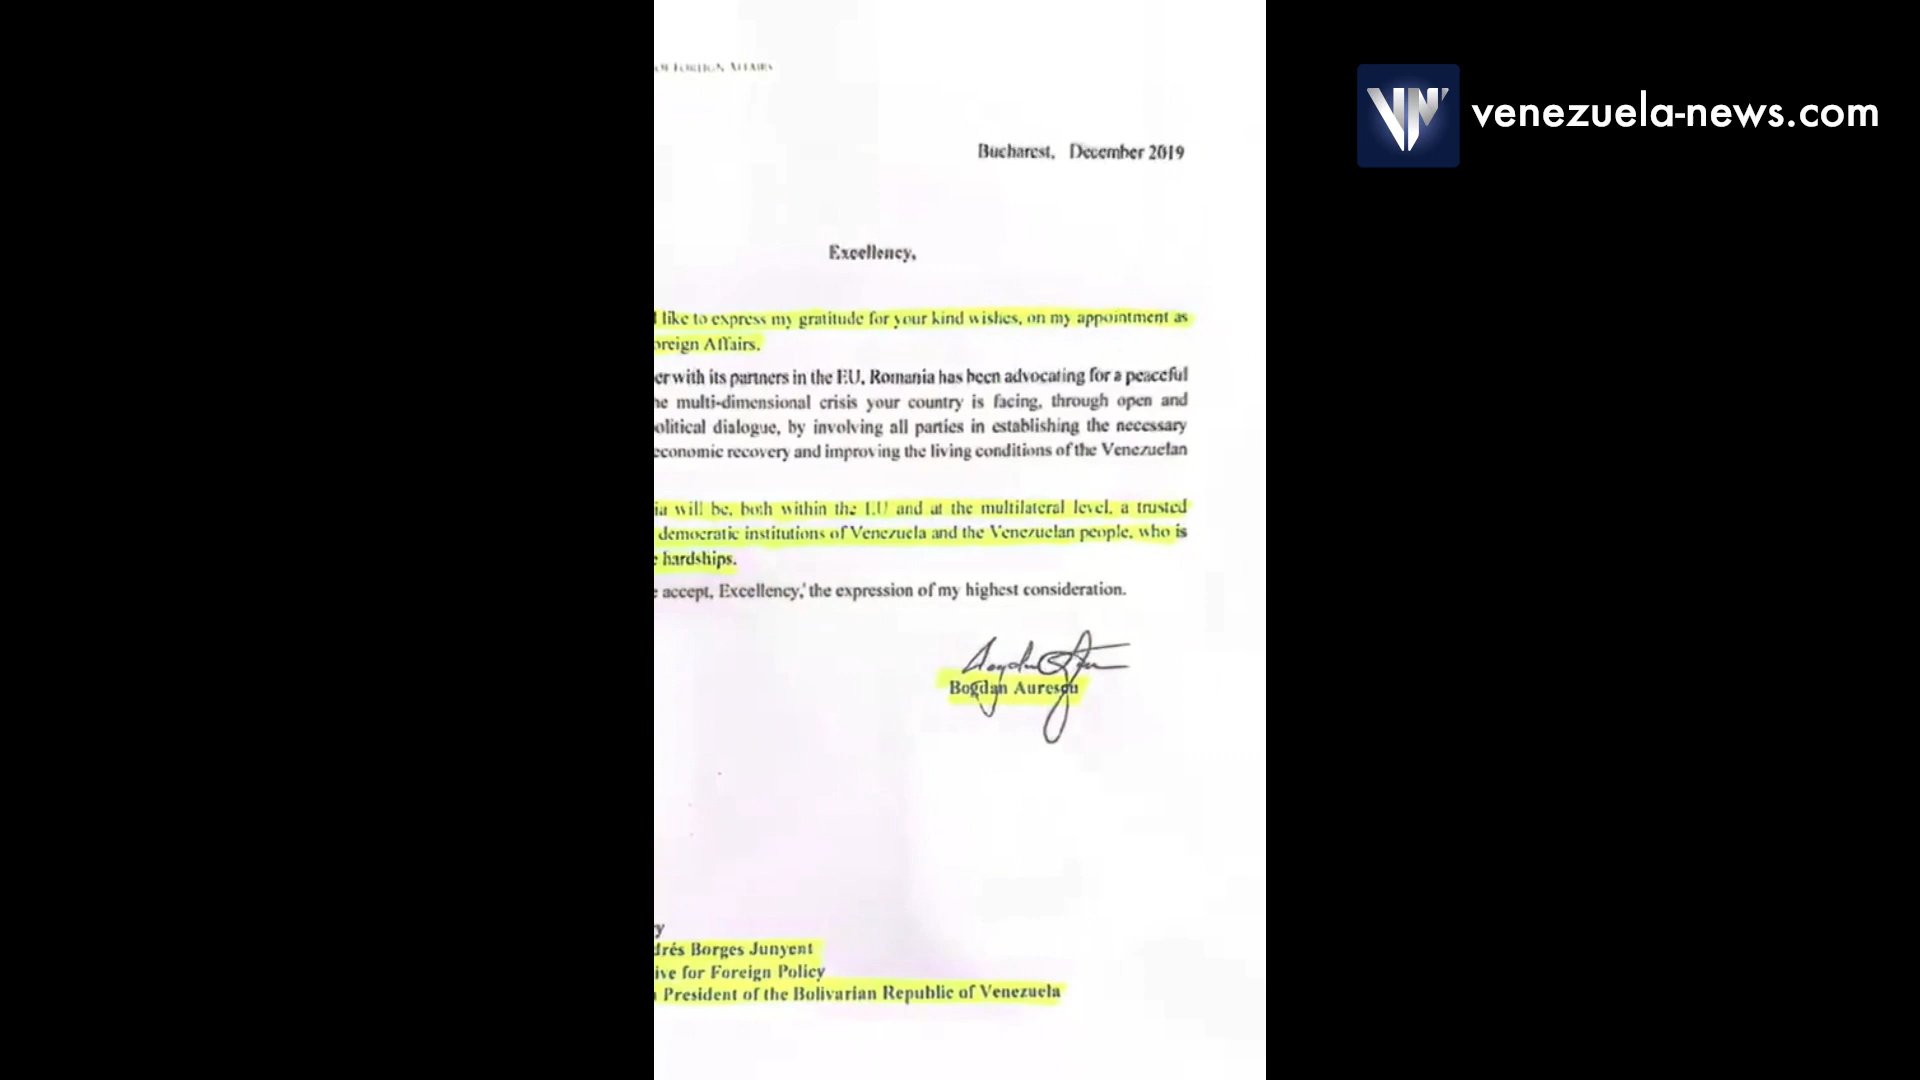 OF FOREIGN AFFAIRS
venezuela-news.com
Bucharest, December 2019
Excellency,
like to express my gratitude for your kind wishes, on my appointment as
oreign Affairs.
er with its partners in the EU, Romania has been advocating for a peaceful
he multi-dimensional crisis your country is facing, through open and
olitical dialogue, by involving all parties in establishing the necessary
economic recovery and improving the living conditions of the Venezuelan
ia will be, both within the EU and at the multilateral level, a trusted
democratic institutions of Venezuela and the Venezuelan people, who is
hardships.
accept, Excellency, the expression of my highest consideration.
Bogdan Aurescu
y
drés Borges Junyent
ive for Foreign Policy
President of the Bolivarian Republic of Venezuela